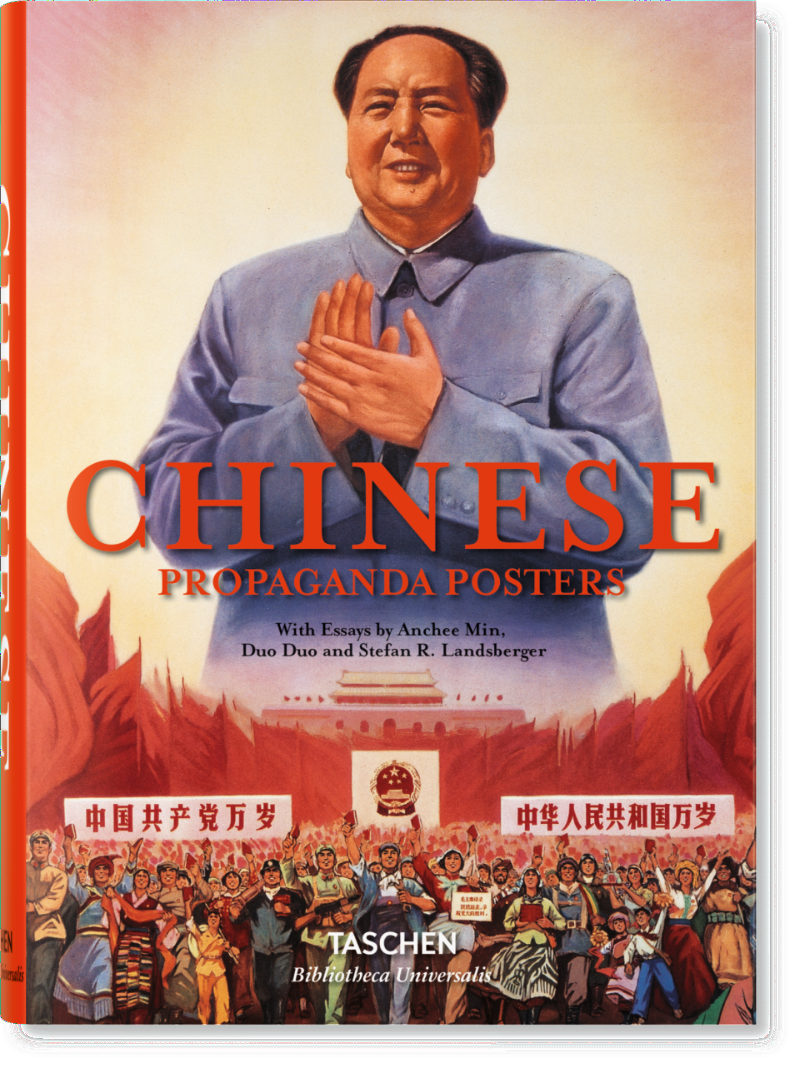 CHINESE
PROPAGANDA POSTERS
With Essays by Anchee Min,
Duo Duo and Stefan R. Landsberger
中国共产党万岁
中华人民共和国万岁
TASCHEN
Bibliotheca Universalis